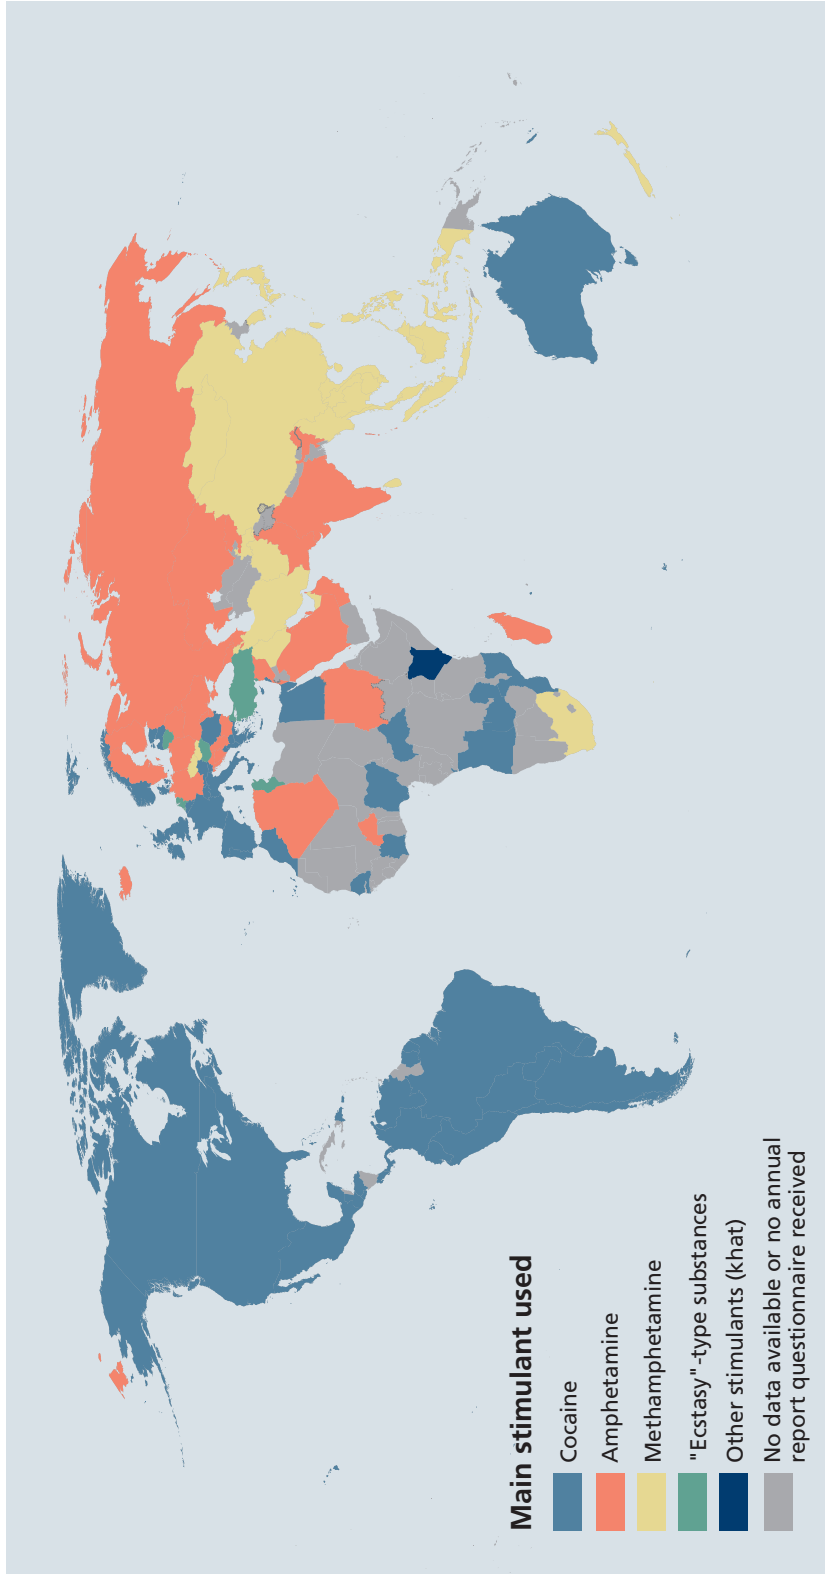 Main stimulant used
Cocaine
Amphetamine
Methamphetamine
"Ecstasy"-type substances
Other stimulants (khat)
No data available or no annual
report questionnaire received